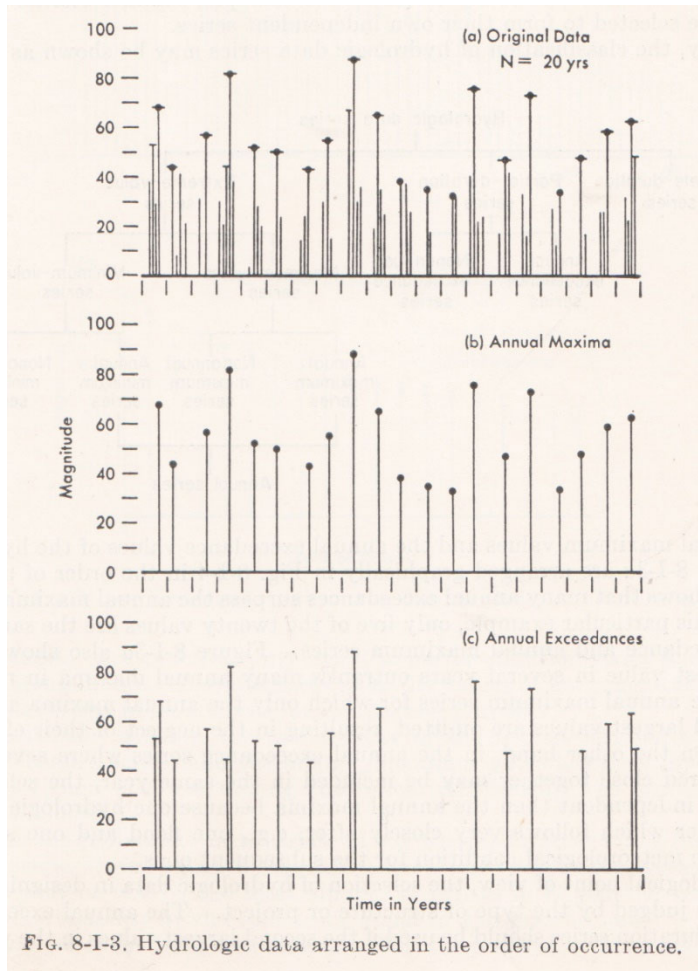 100
(a) Original Data
N = 20 yrs
80
60
40
20
100
(b) Annual Maxima
80
60
40
20
0
Magnitude
100
(c) Annual Exceedances
80
60
40
20
0
Time in Years
FIG. 8-I-3. Hydrologic data arranged in the order of occurrence.